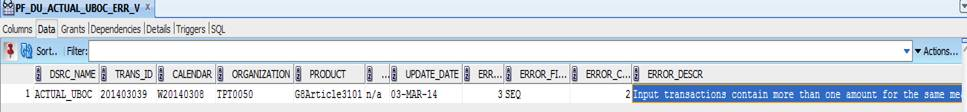 PF_DU_ACTUAL_UBOC_ERR_V x
Columns Data Grants Dependencies Details Triggers SQL
Sort.. Filter: Actions...
DSRC_NAME TRANS_ID CALENDAR ORGANIZATION PRODUCT ... UPDATE_DATE ERR... ERROR_FI... ERROR_C... ERROR_DESCR
1 ACTUAL_UBOC 201403039 W20140308 TPT0050 G8Article3101 n/a 03-MAR-14 3 SEQ 2 Input transactions contain more than one amount for the same mea